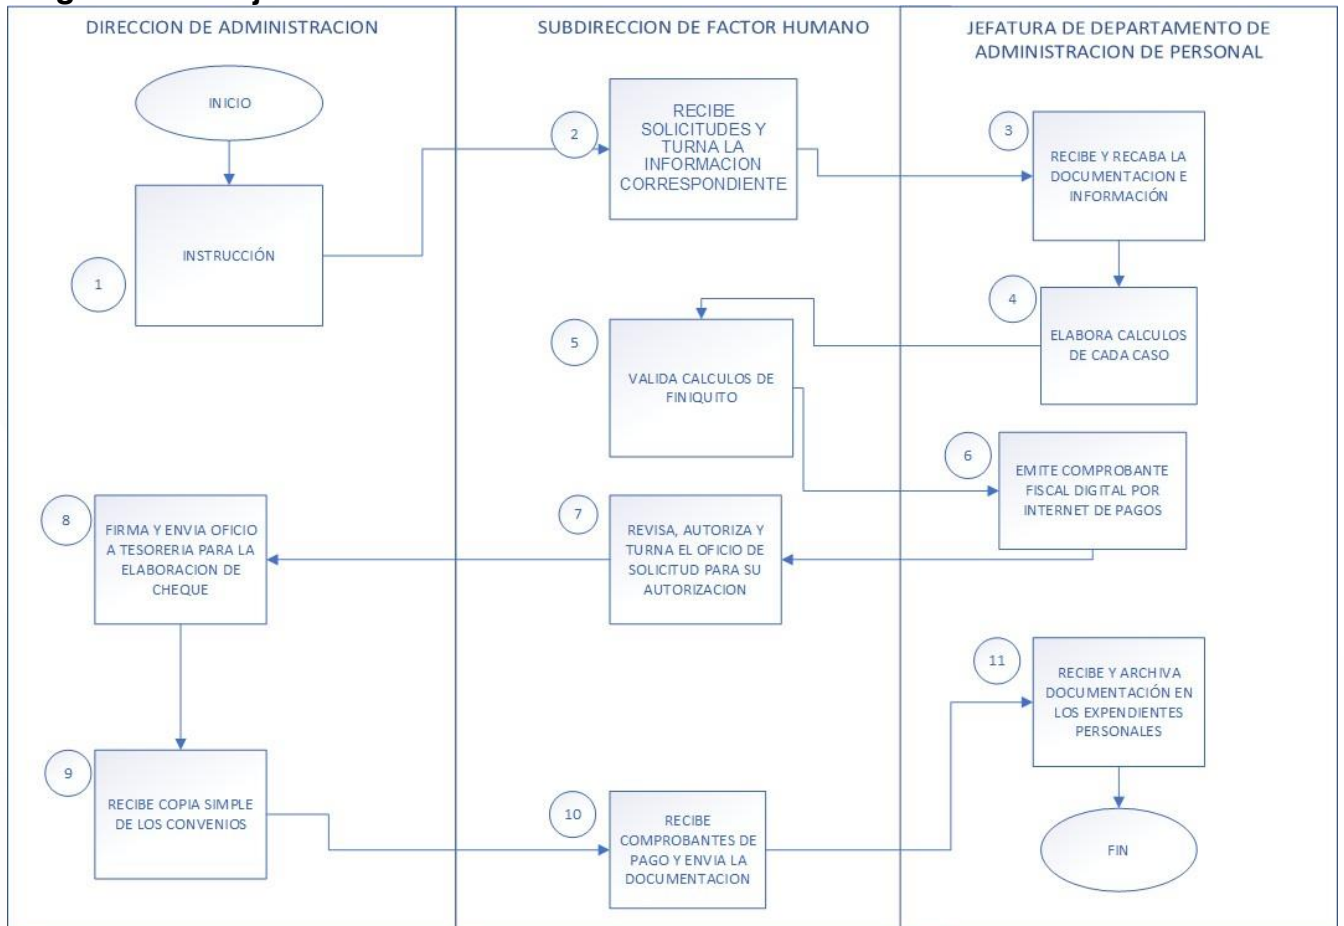 DIRECCION DE ADMINISTRACION
SUBDIRECCION DE FACTOR HUMANO
JEFATURA DE DEPARTAMENTO DE
ADMINISTRACION DE PERSONAL
INICIO
1
INSTRUCCIÓN
2
RECIBE
SOLICITUDES Y
TURNA LA
INFORMACION
CORRESPONDIENTE
3
RECIBE Y RECABA LA
DOCUMENTACION E
INFORMACIÓN
4
ELABORA CALCULOS
DE CADA CASO
5
VALIDA CALCULOS DE
FINIQUITO
6
EMITE COMPROBANTE
FISCAL DIGITAL POR
INTERNET DE PAGOS
7
REVISA, AUTORIZA Y
TURNA EL OFICIO DE
SOLICITUD PARA SU
AUTORIZACION
8
FIRMA Y ENVIA OFICIO
A TESORERIA PARA LA
ELABORACION DE
CHEQUE
9
RECIBE COPIA SIMPLE
DE LOS CONVENIOS
10
RECIBE
COMPROBANTES DE
PAGO Y ENVIA LA
DOCUMENTACION
11
RECIBE Y ARCHIVA
DOCUMENTACIÓN EN
LOS EXPENDIENTES
PERSONALES
FIN